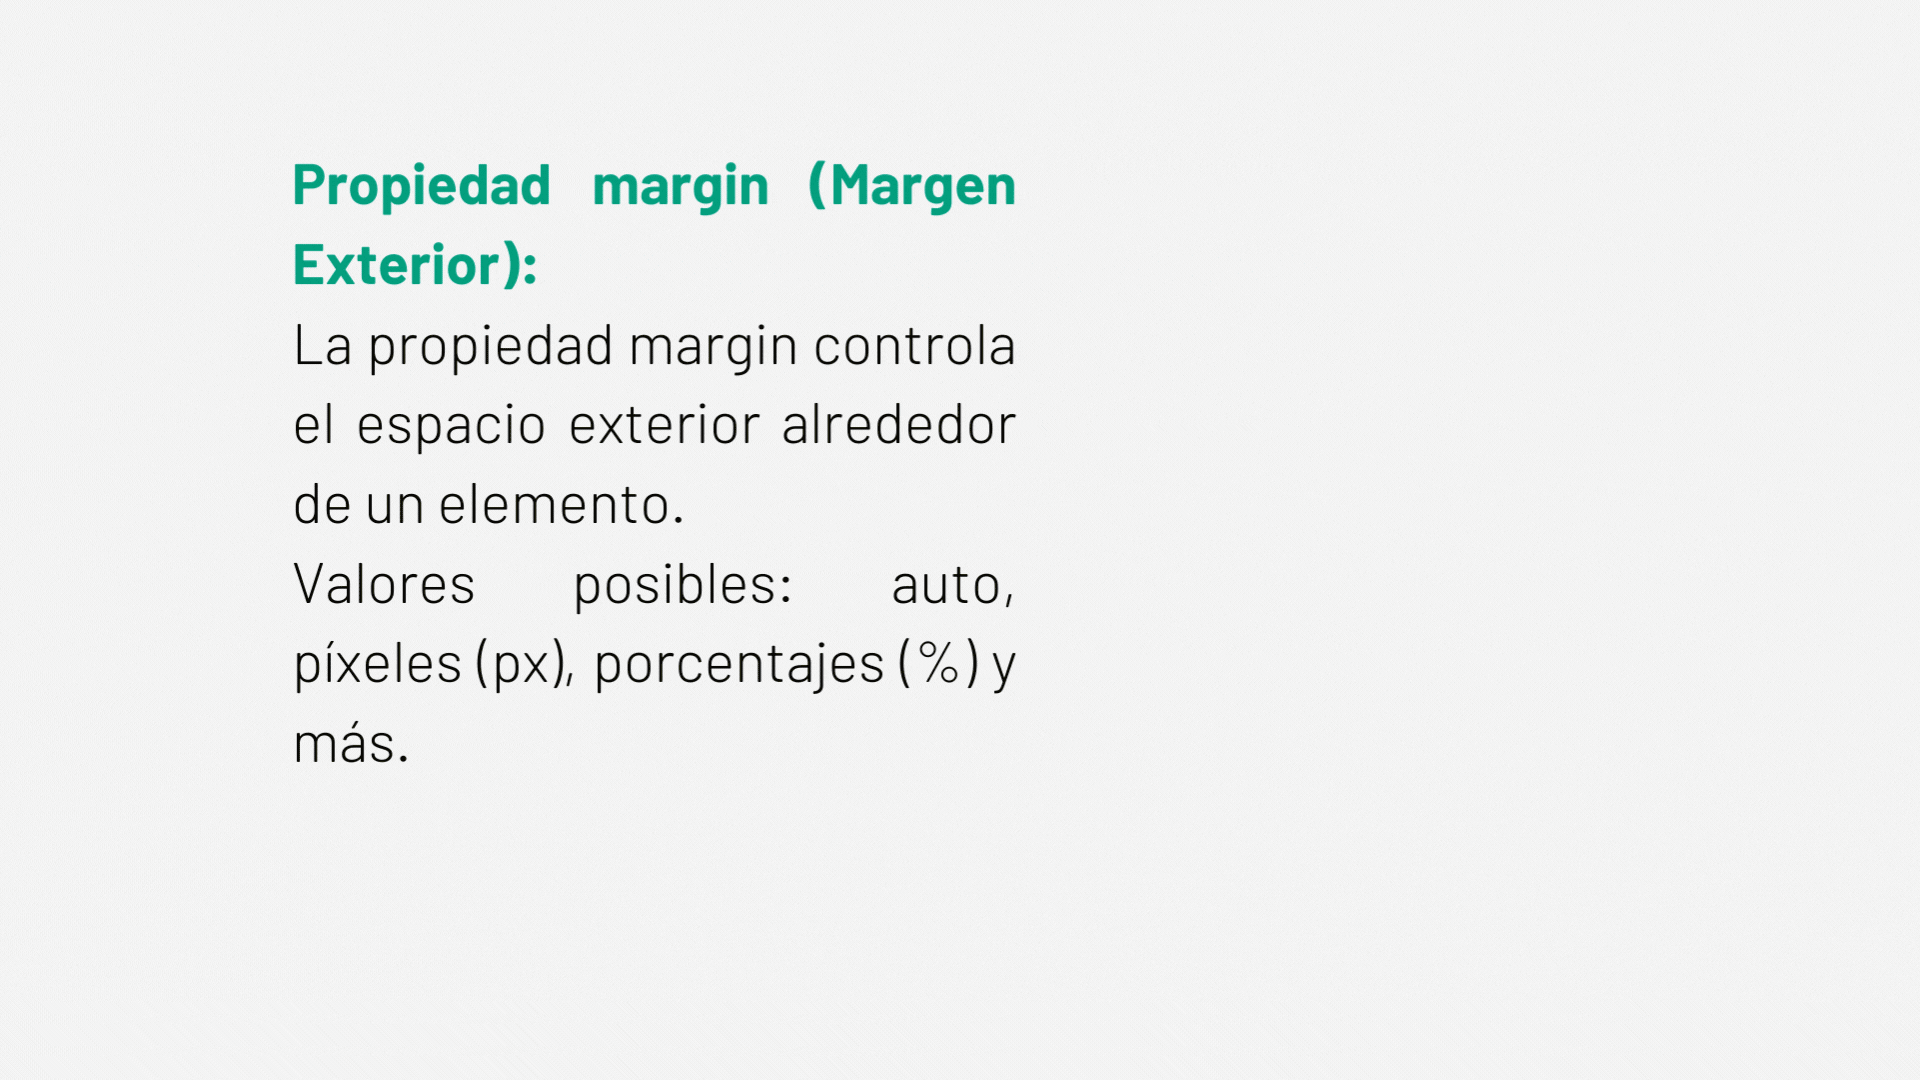 Propiedad margin (Margen
Exterior):
La propiedad margin controla
el espacio exterior alrededor
de un elemento.
Valores posibles: auto,
píxeles (px), porcentajes (%) y
más.